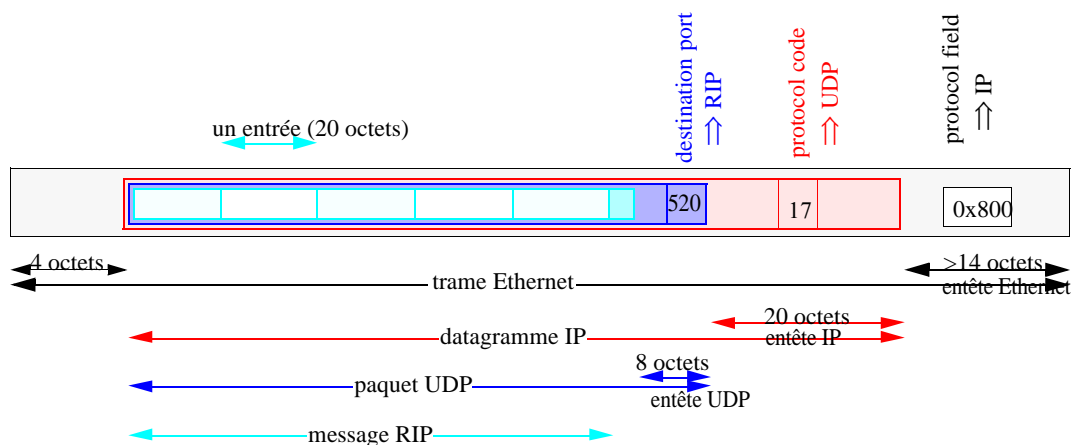 destination port
⇒ RIP
protocol code
⇒ UDP
protocol field
⇒ IP
un entrée (20 octets)
520
17
0x800
4 octets
>14 octets
trame Ethernet
entête Ethernet
20 octets
datagramme IP
entête IP
8 octets
paquet UDP
entête UDP
message RIP